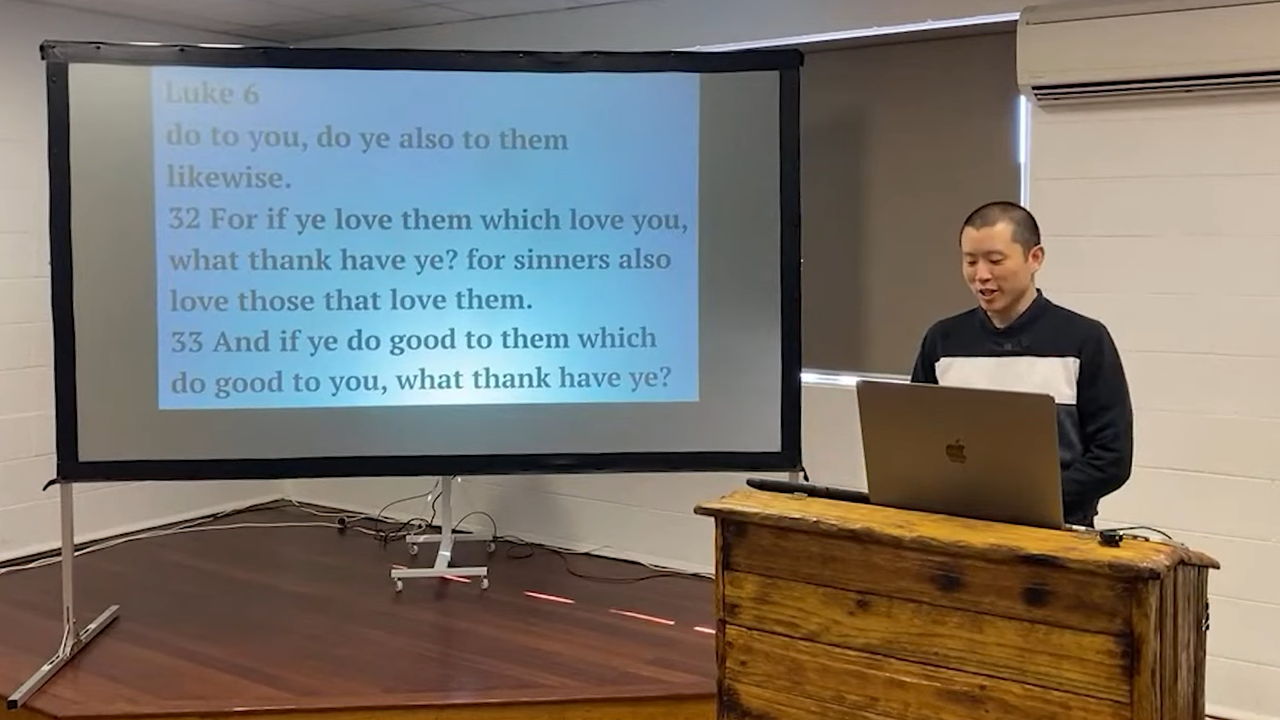 Luke 6
do to you, do ye also to them
likewise.
32 For if ye love them which love you,
what thank have ye? for sinners also
love those that love them.
33 And if ye do good to them which
do good to you, what thank have ye?